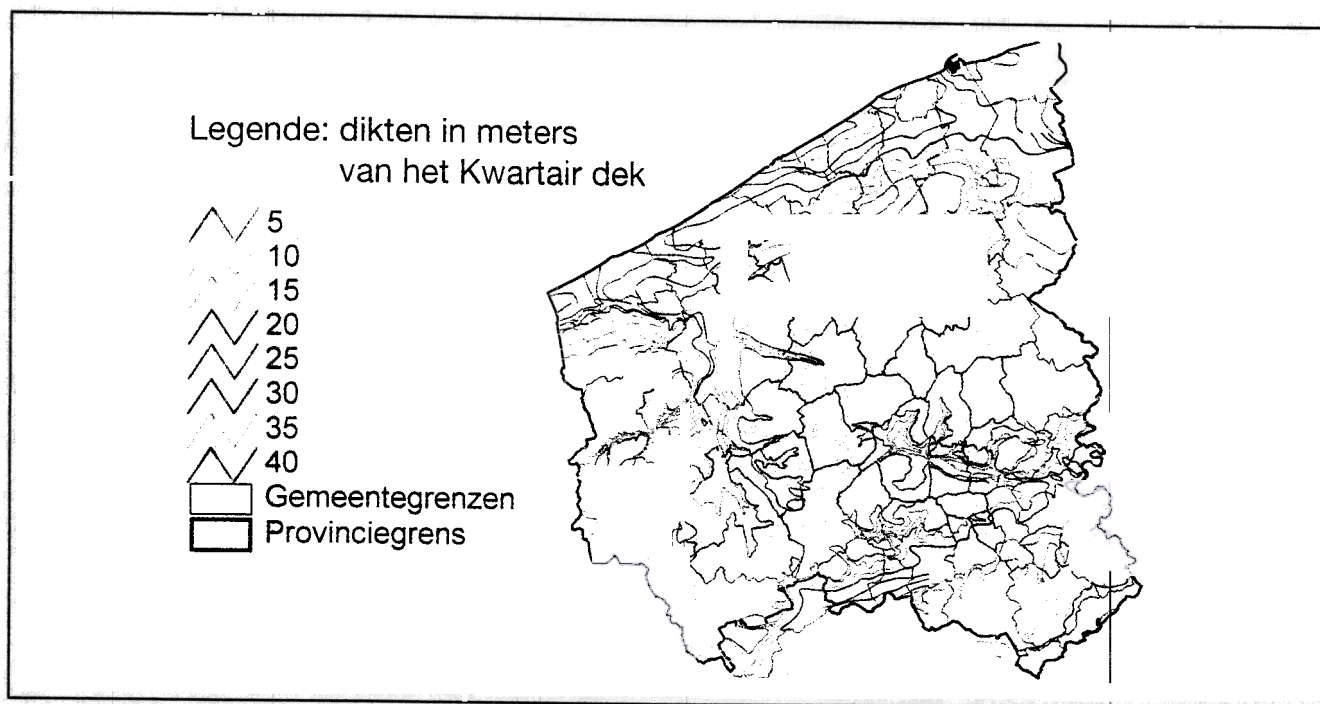 Legende: dikten in meters
van het Kwartair dek
5
10
15
20
25
30
35
40
Gemeentegrenzen
Provinciegrens